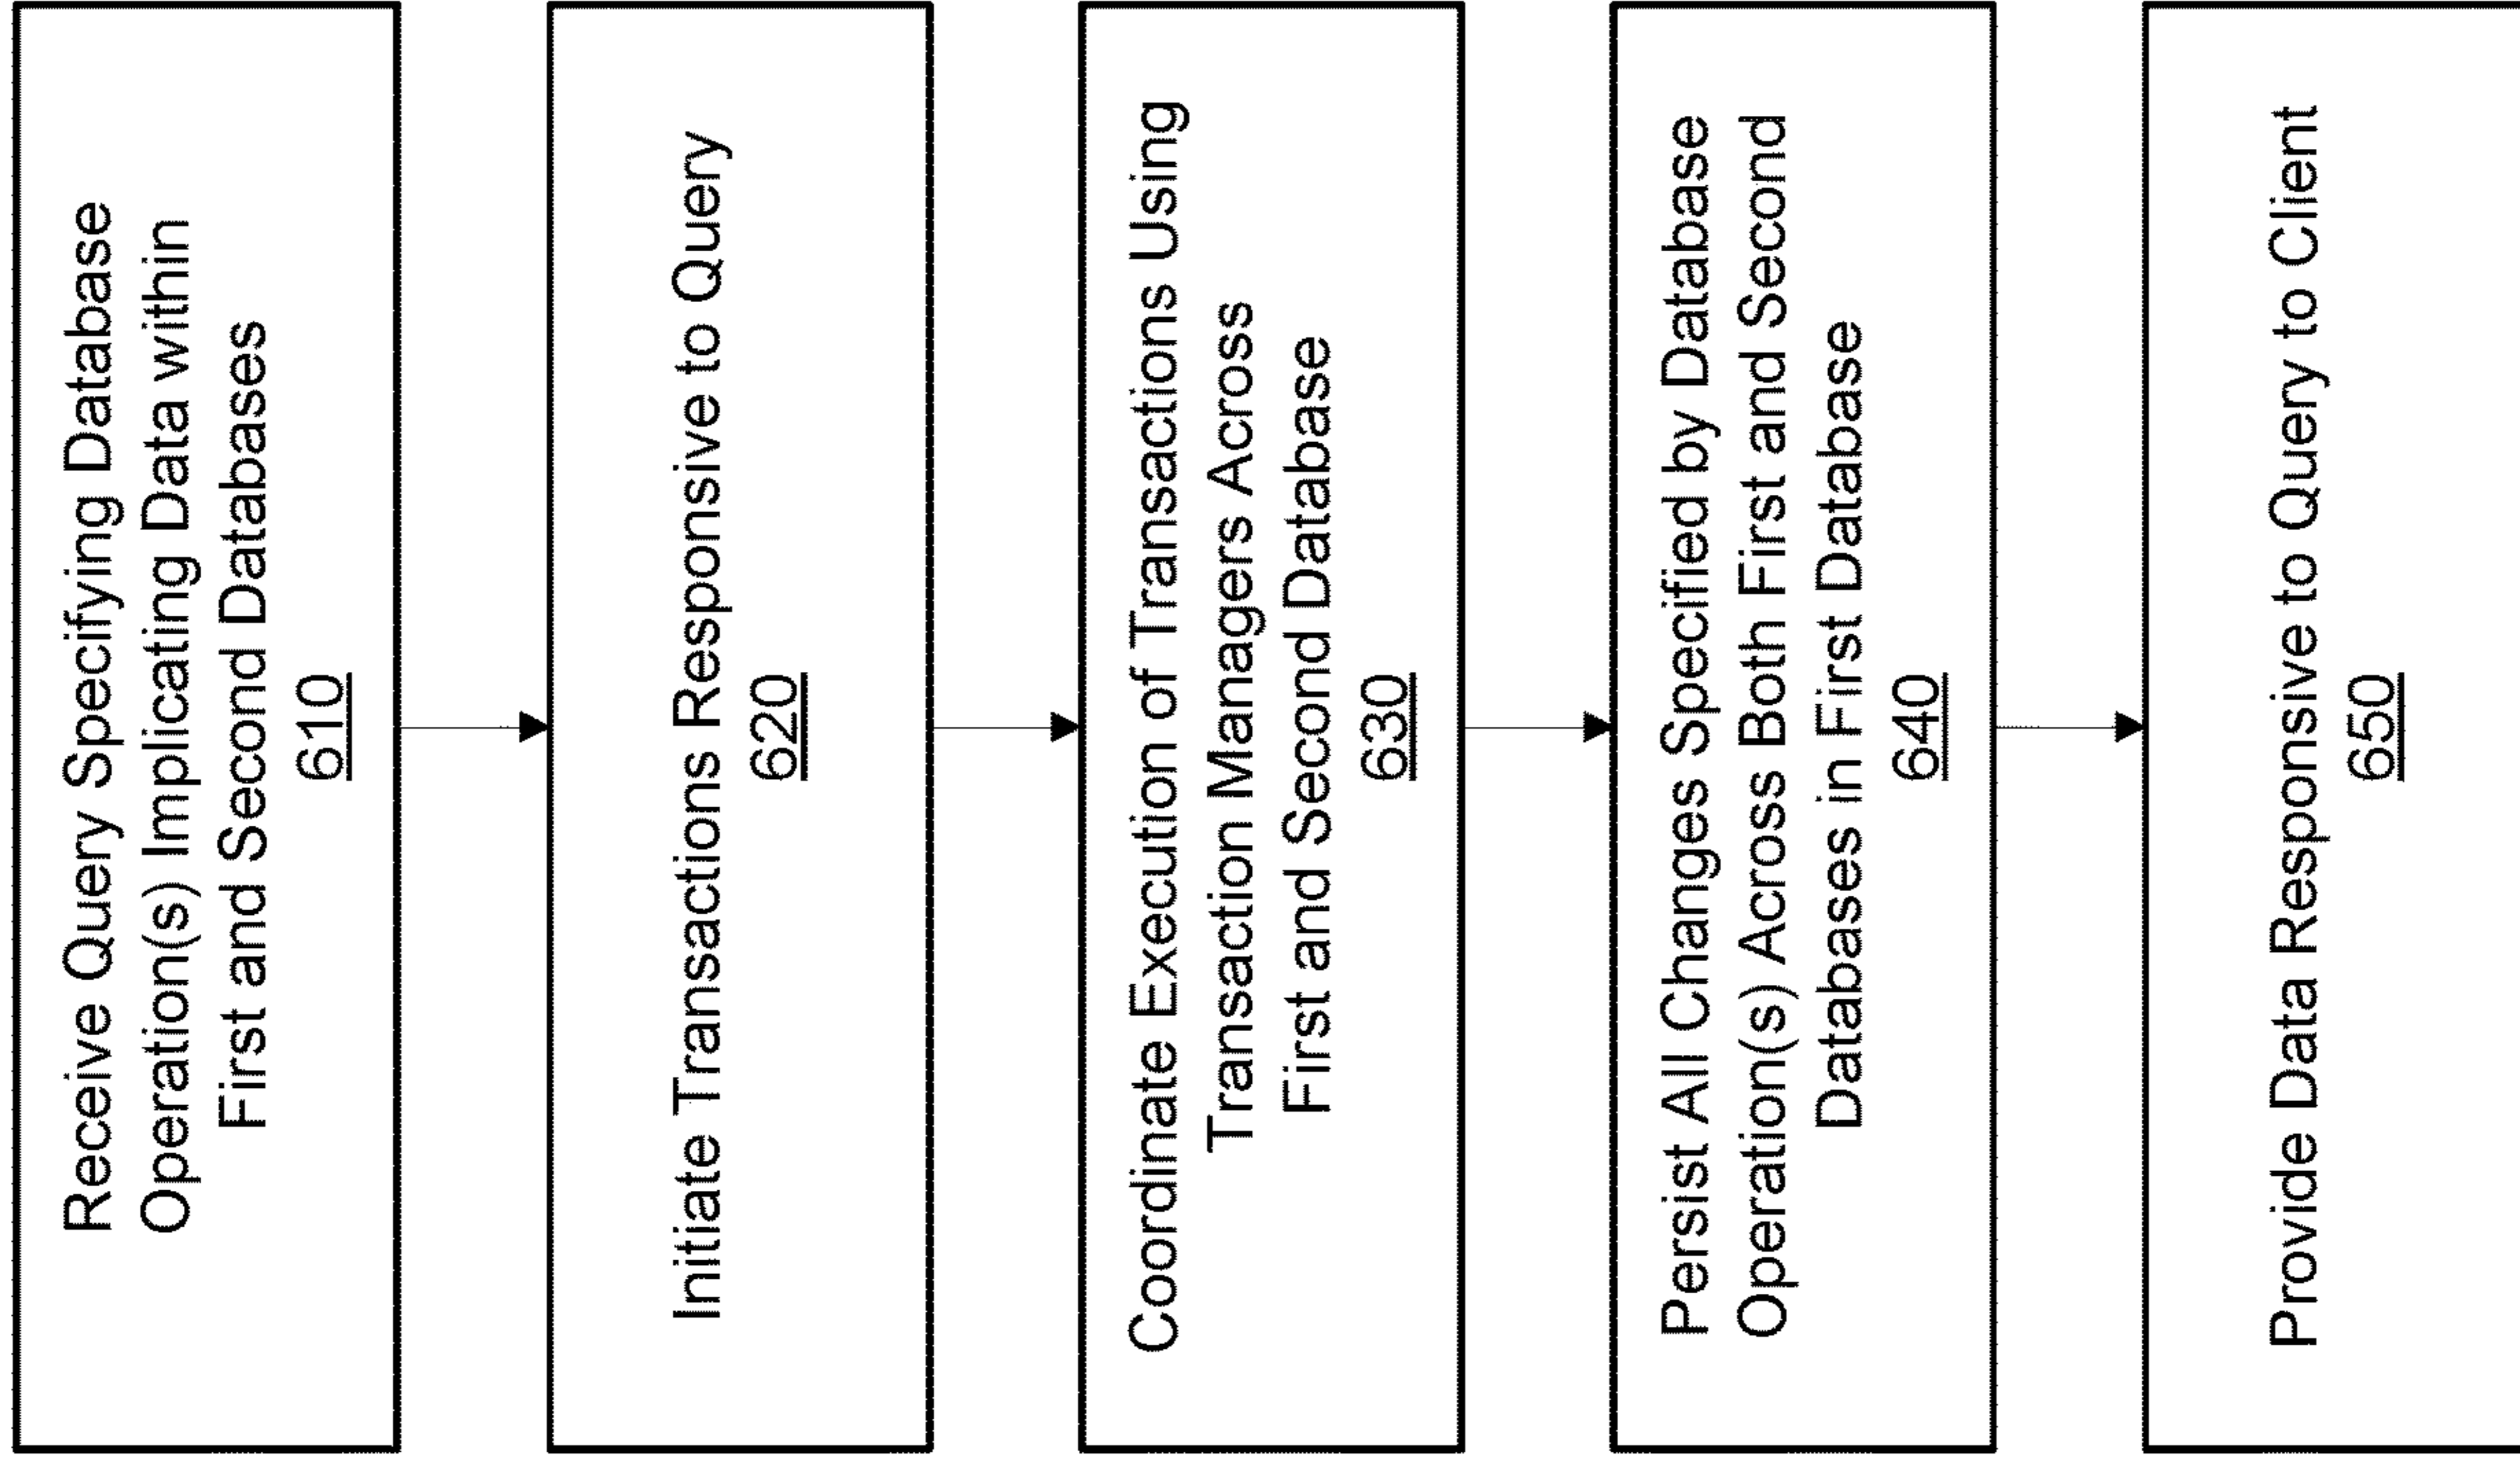 Receive Query Specifying Database
Operation(s) Implicating Data within
First and Second Databases
610
Initiate Transactions Responsive to Query
620
Coordinate Execution of Transactions Using
Transaction Managers Across
First and Second Database
630
Persist All Changes Specified by Database
Operation(s) Across Both First and Second
Databases in First Database
640
Provide Data Responsive to Query to Client
650